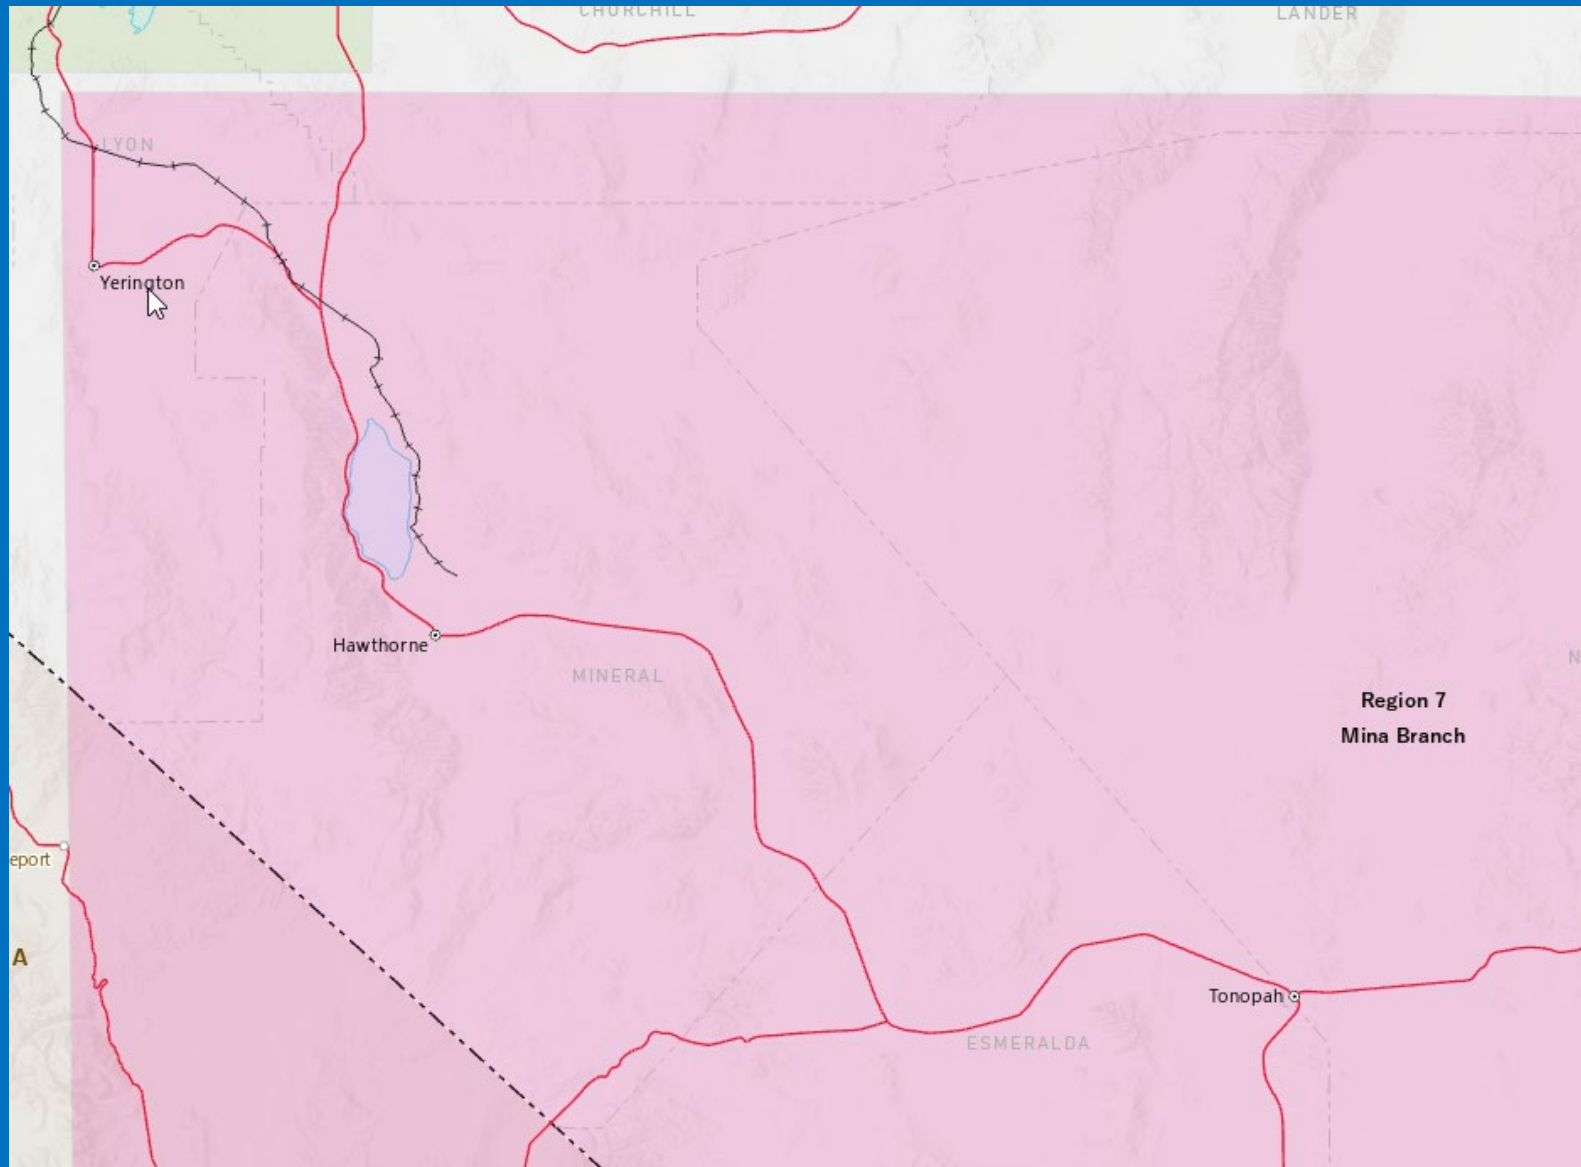 CHURCHILL
LANDER
LYON
Yerington
Hawthorne
MINERAL
N
Region 7
Mina Branch
eport
A
Tonopah
ESMERALDA